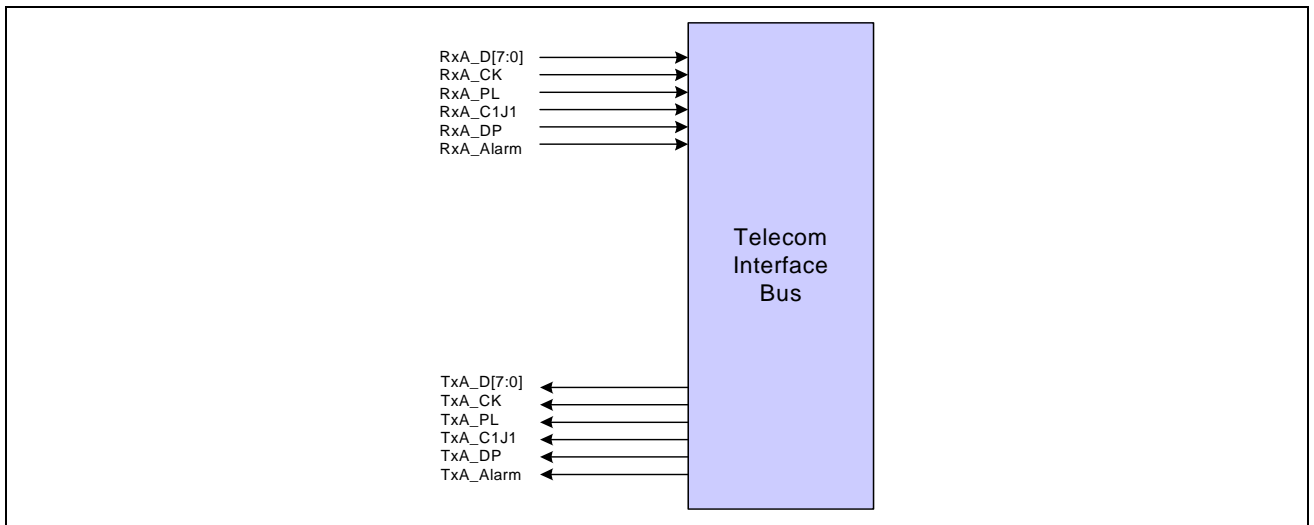 RxA_D[7:0]
RxA_CK
RxA_PL
RxA_C1J1
RxA_DP
RxA_Alarm
Telecom
Interface
Bus
TxA_D[7:0]
TxA_CK
TxA_PL
TxA_C1J1
TxA_DP
TxA_Alarm